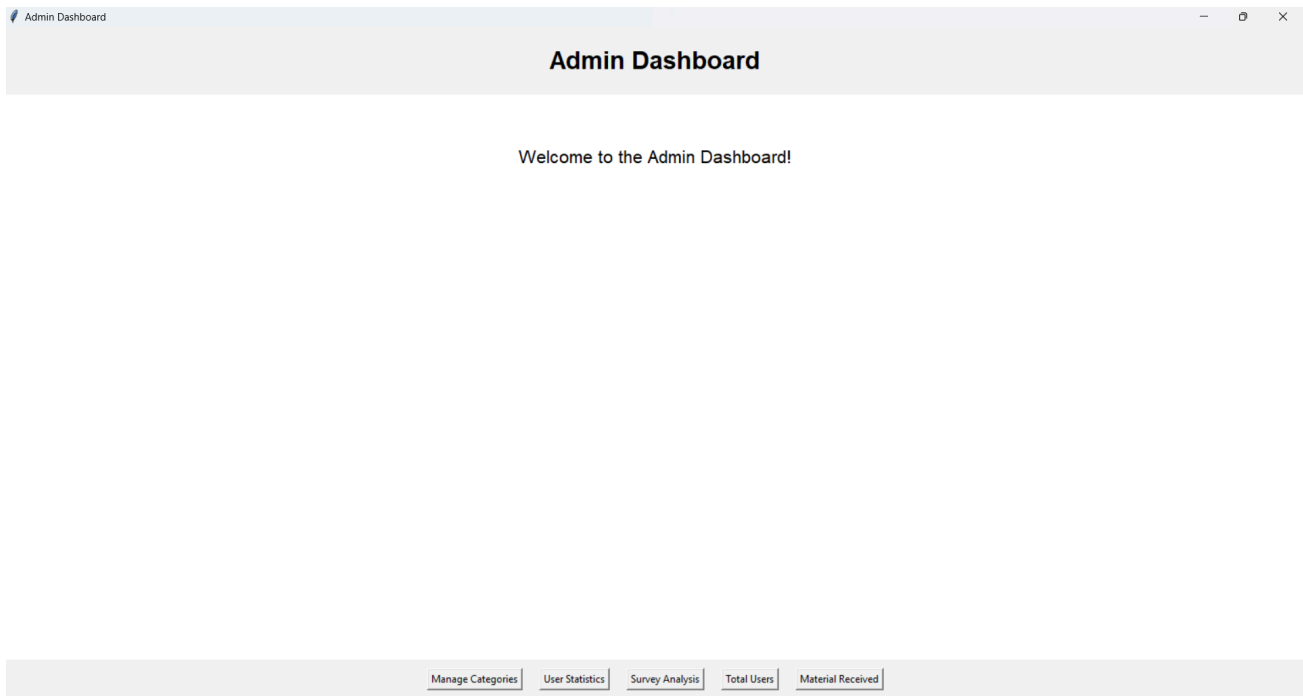 Admin Dashboard
Admin Dashboard
Welcome to the Admin Dashboard!
Manage Categories User Statistics Survey Analysis Total Users Material Received